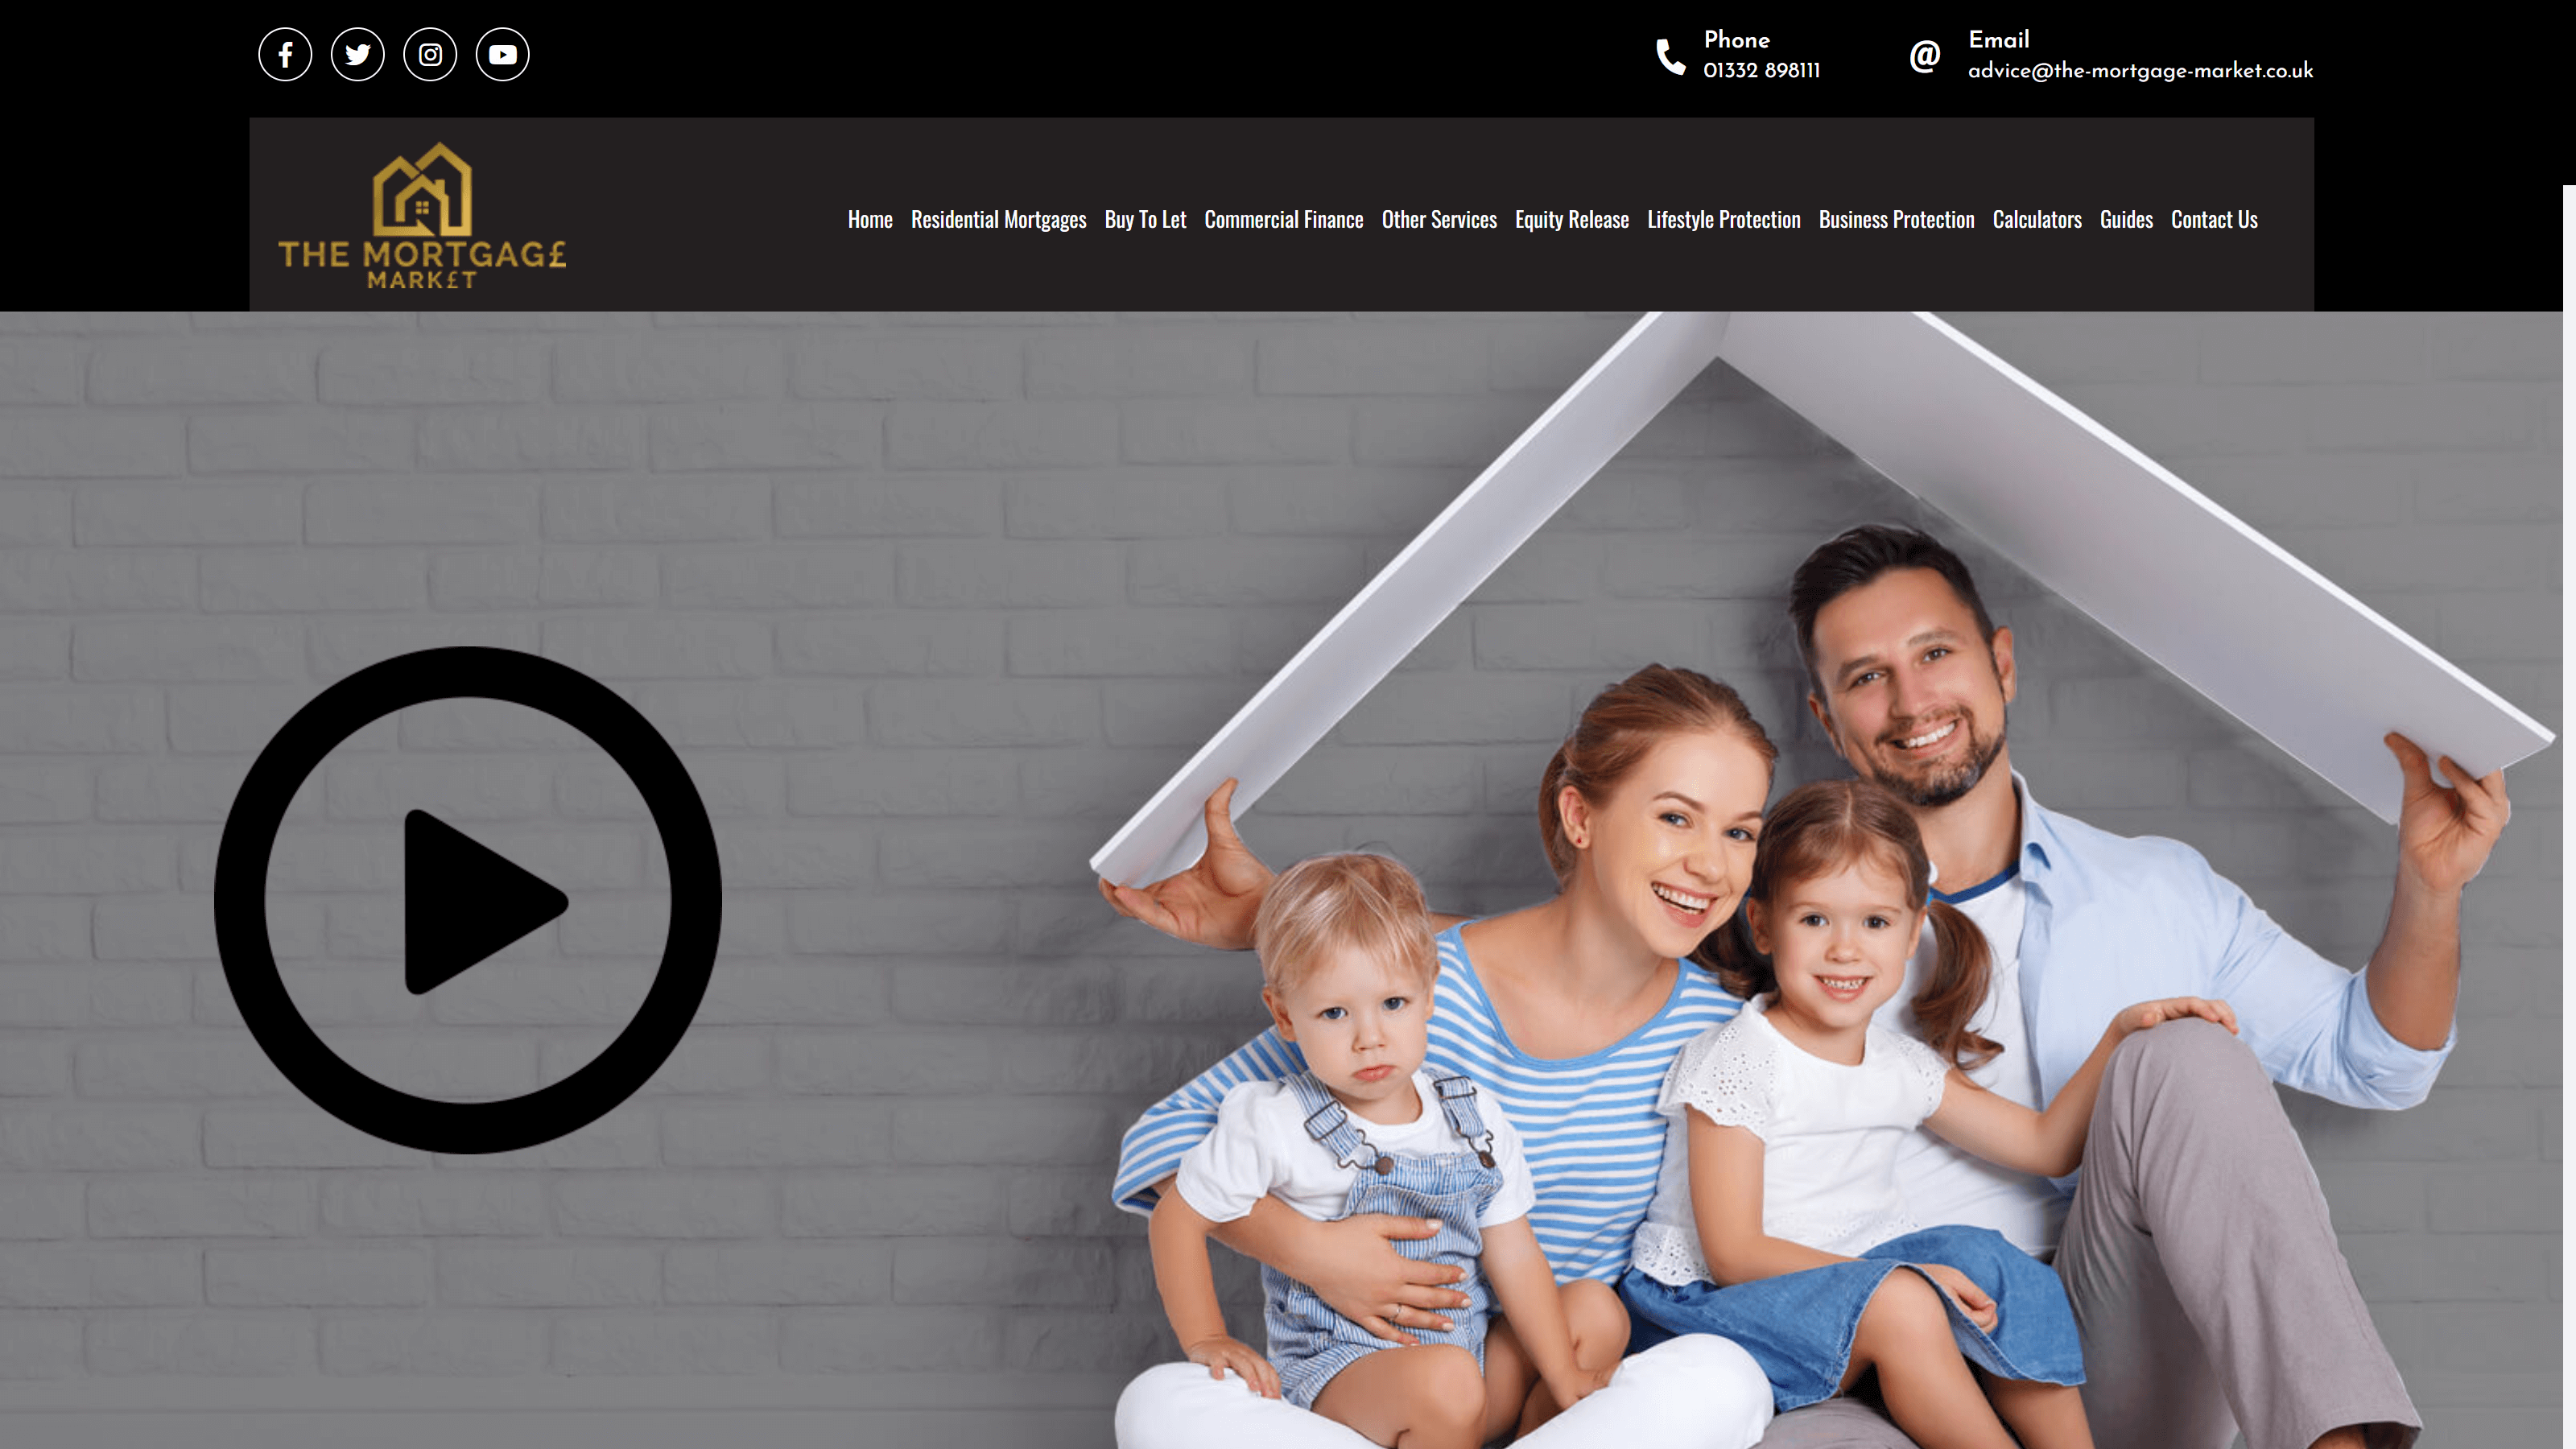 Phone
01332 898111
@
Email
advice@the-mortgage-market.co.uk
THE MORTGAG£
MARK£T
Home Residential Mortgages Buy To Let Commercial Finance Other Services Equity Release Lifestyle Protection Business Protection Calculators Guides Contact Us